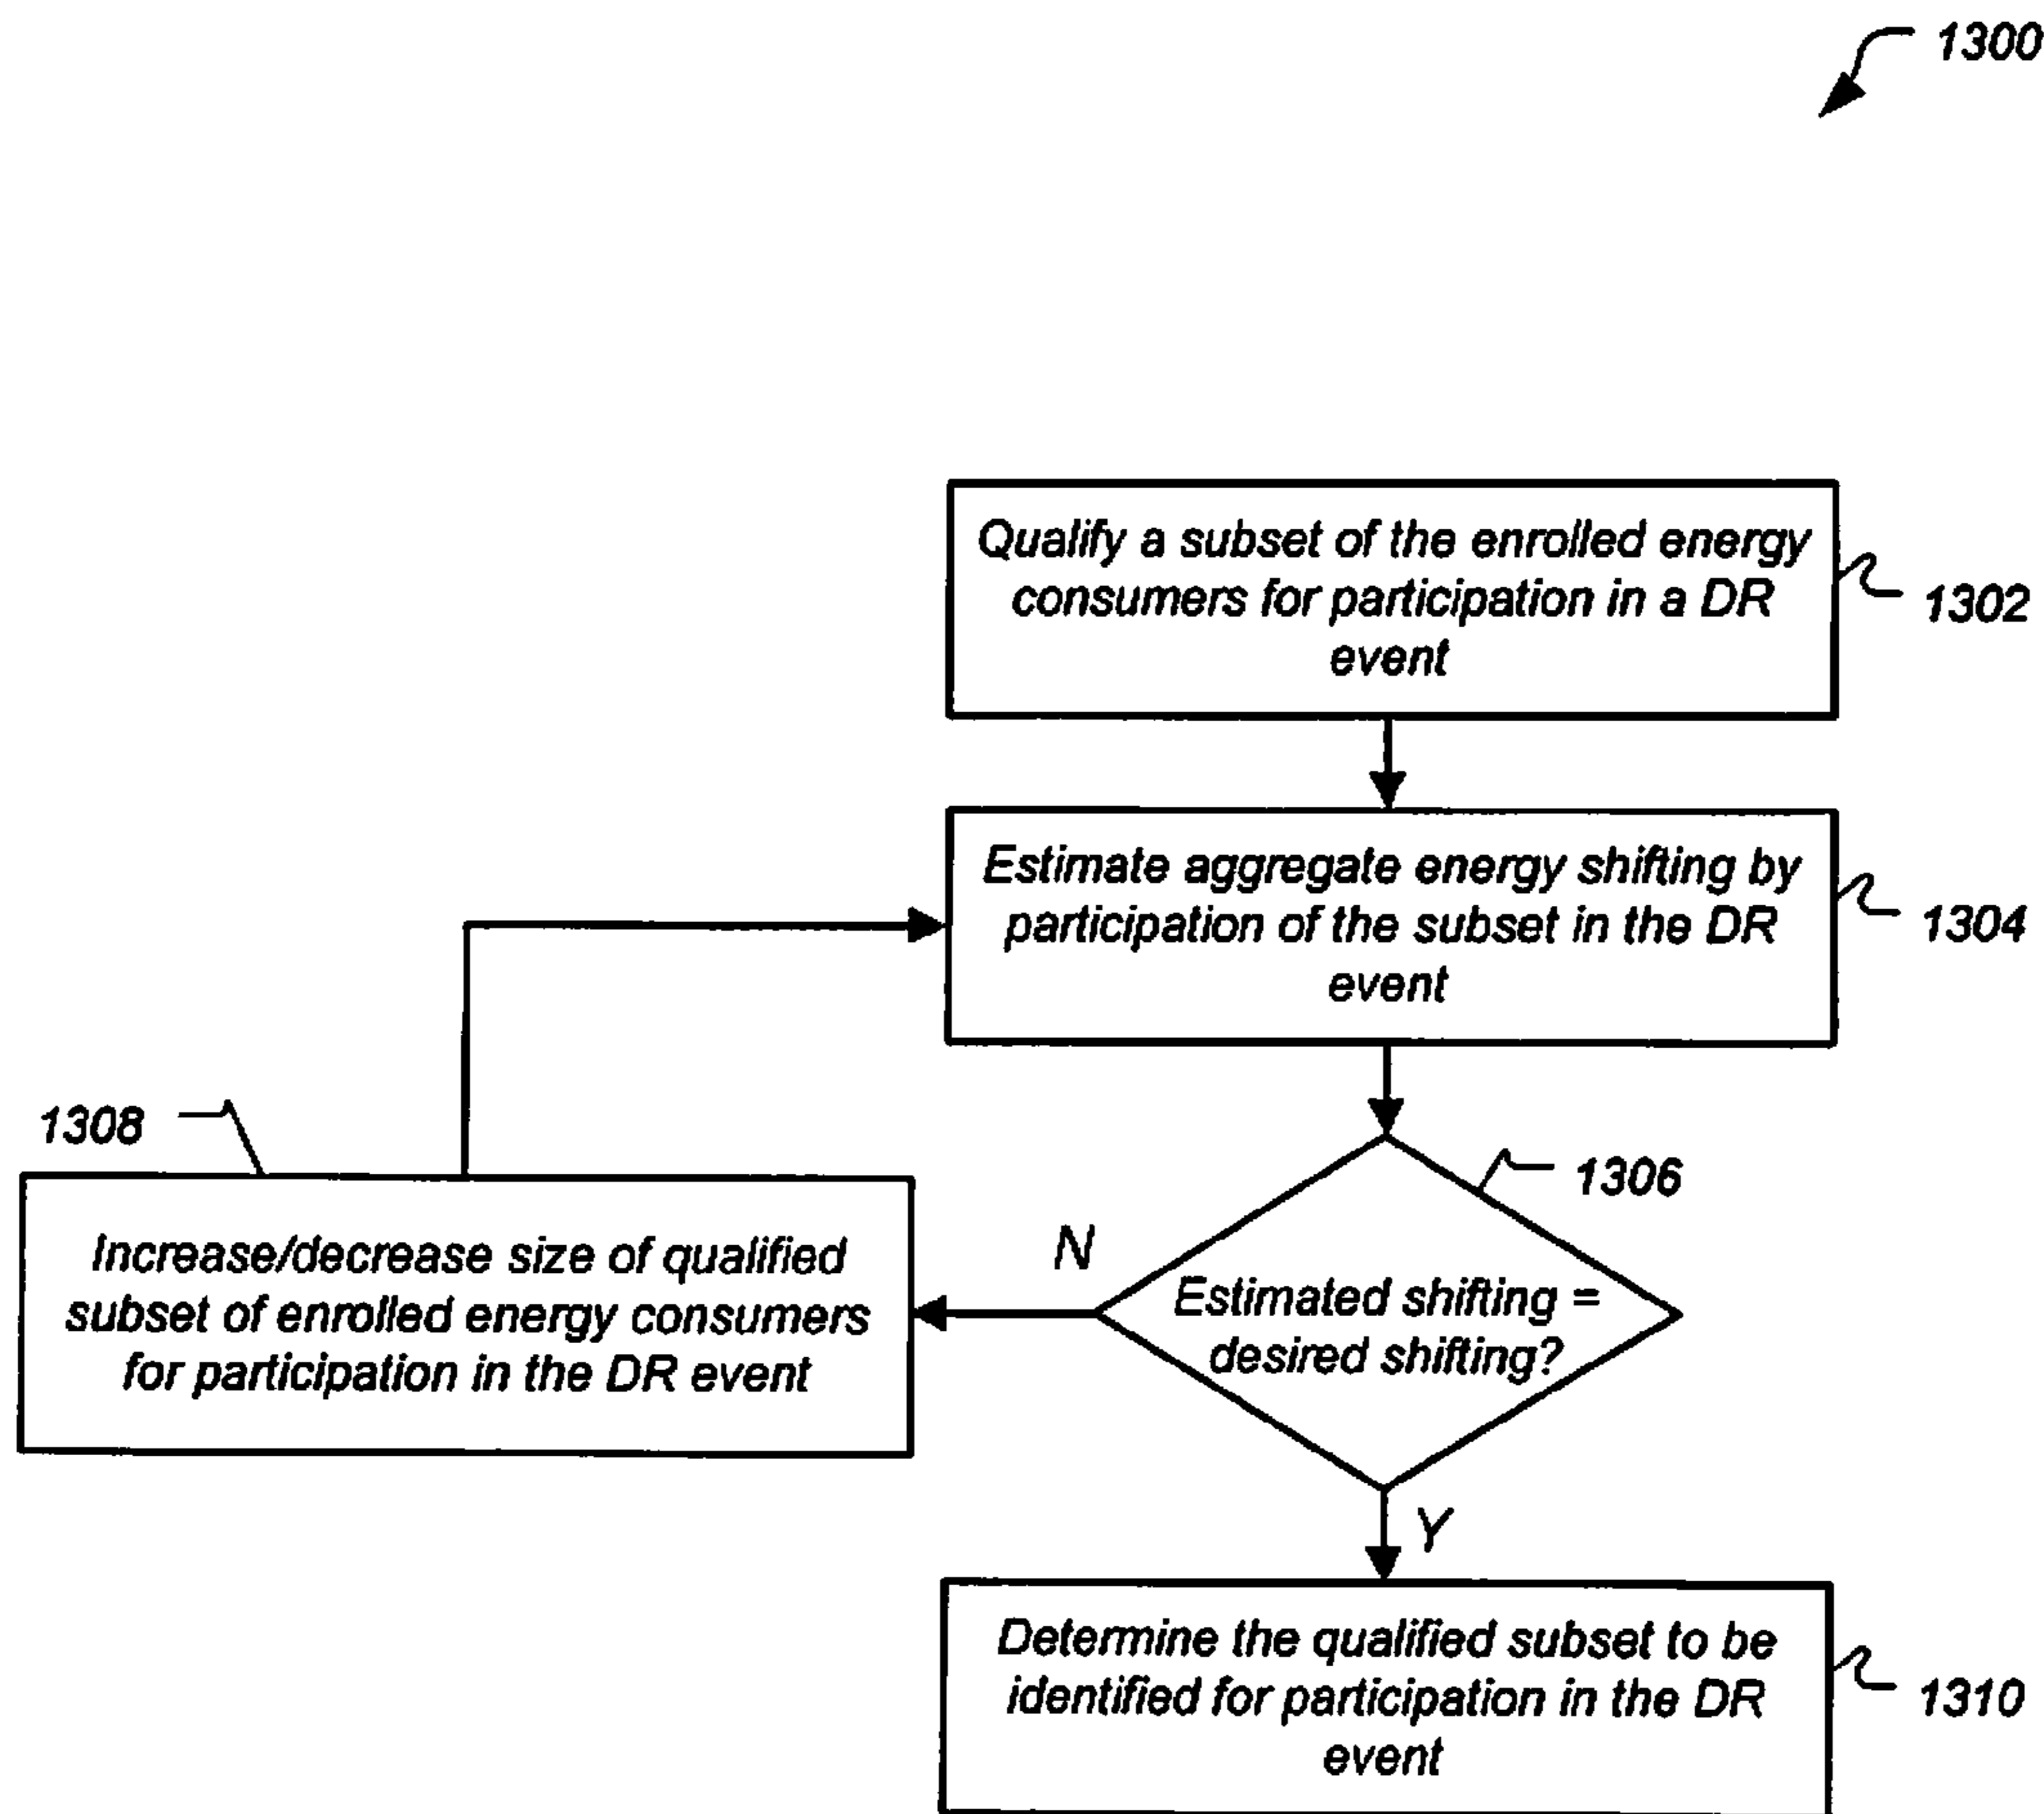 1300
Qualify a subset of the enrolled energy
consumers for participation in a DR
event
1302
Estimate aggregate energy shifting by
participation of the subset in the DR
event
1304
1308
1306
Increase/decrease size of qualified
subset of enrolled energy consumers
for participation in the DR event
N
Estimated shifting =
desired shifting?
Y
Determine the qualified subset to be
identified for participation in the DR
event
1310